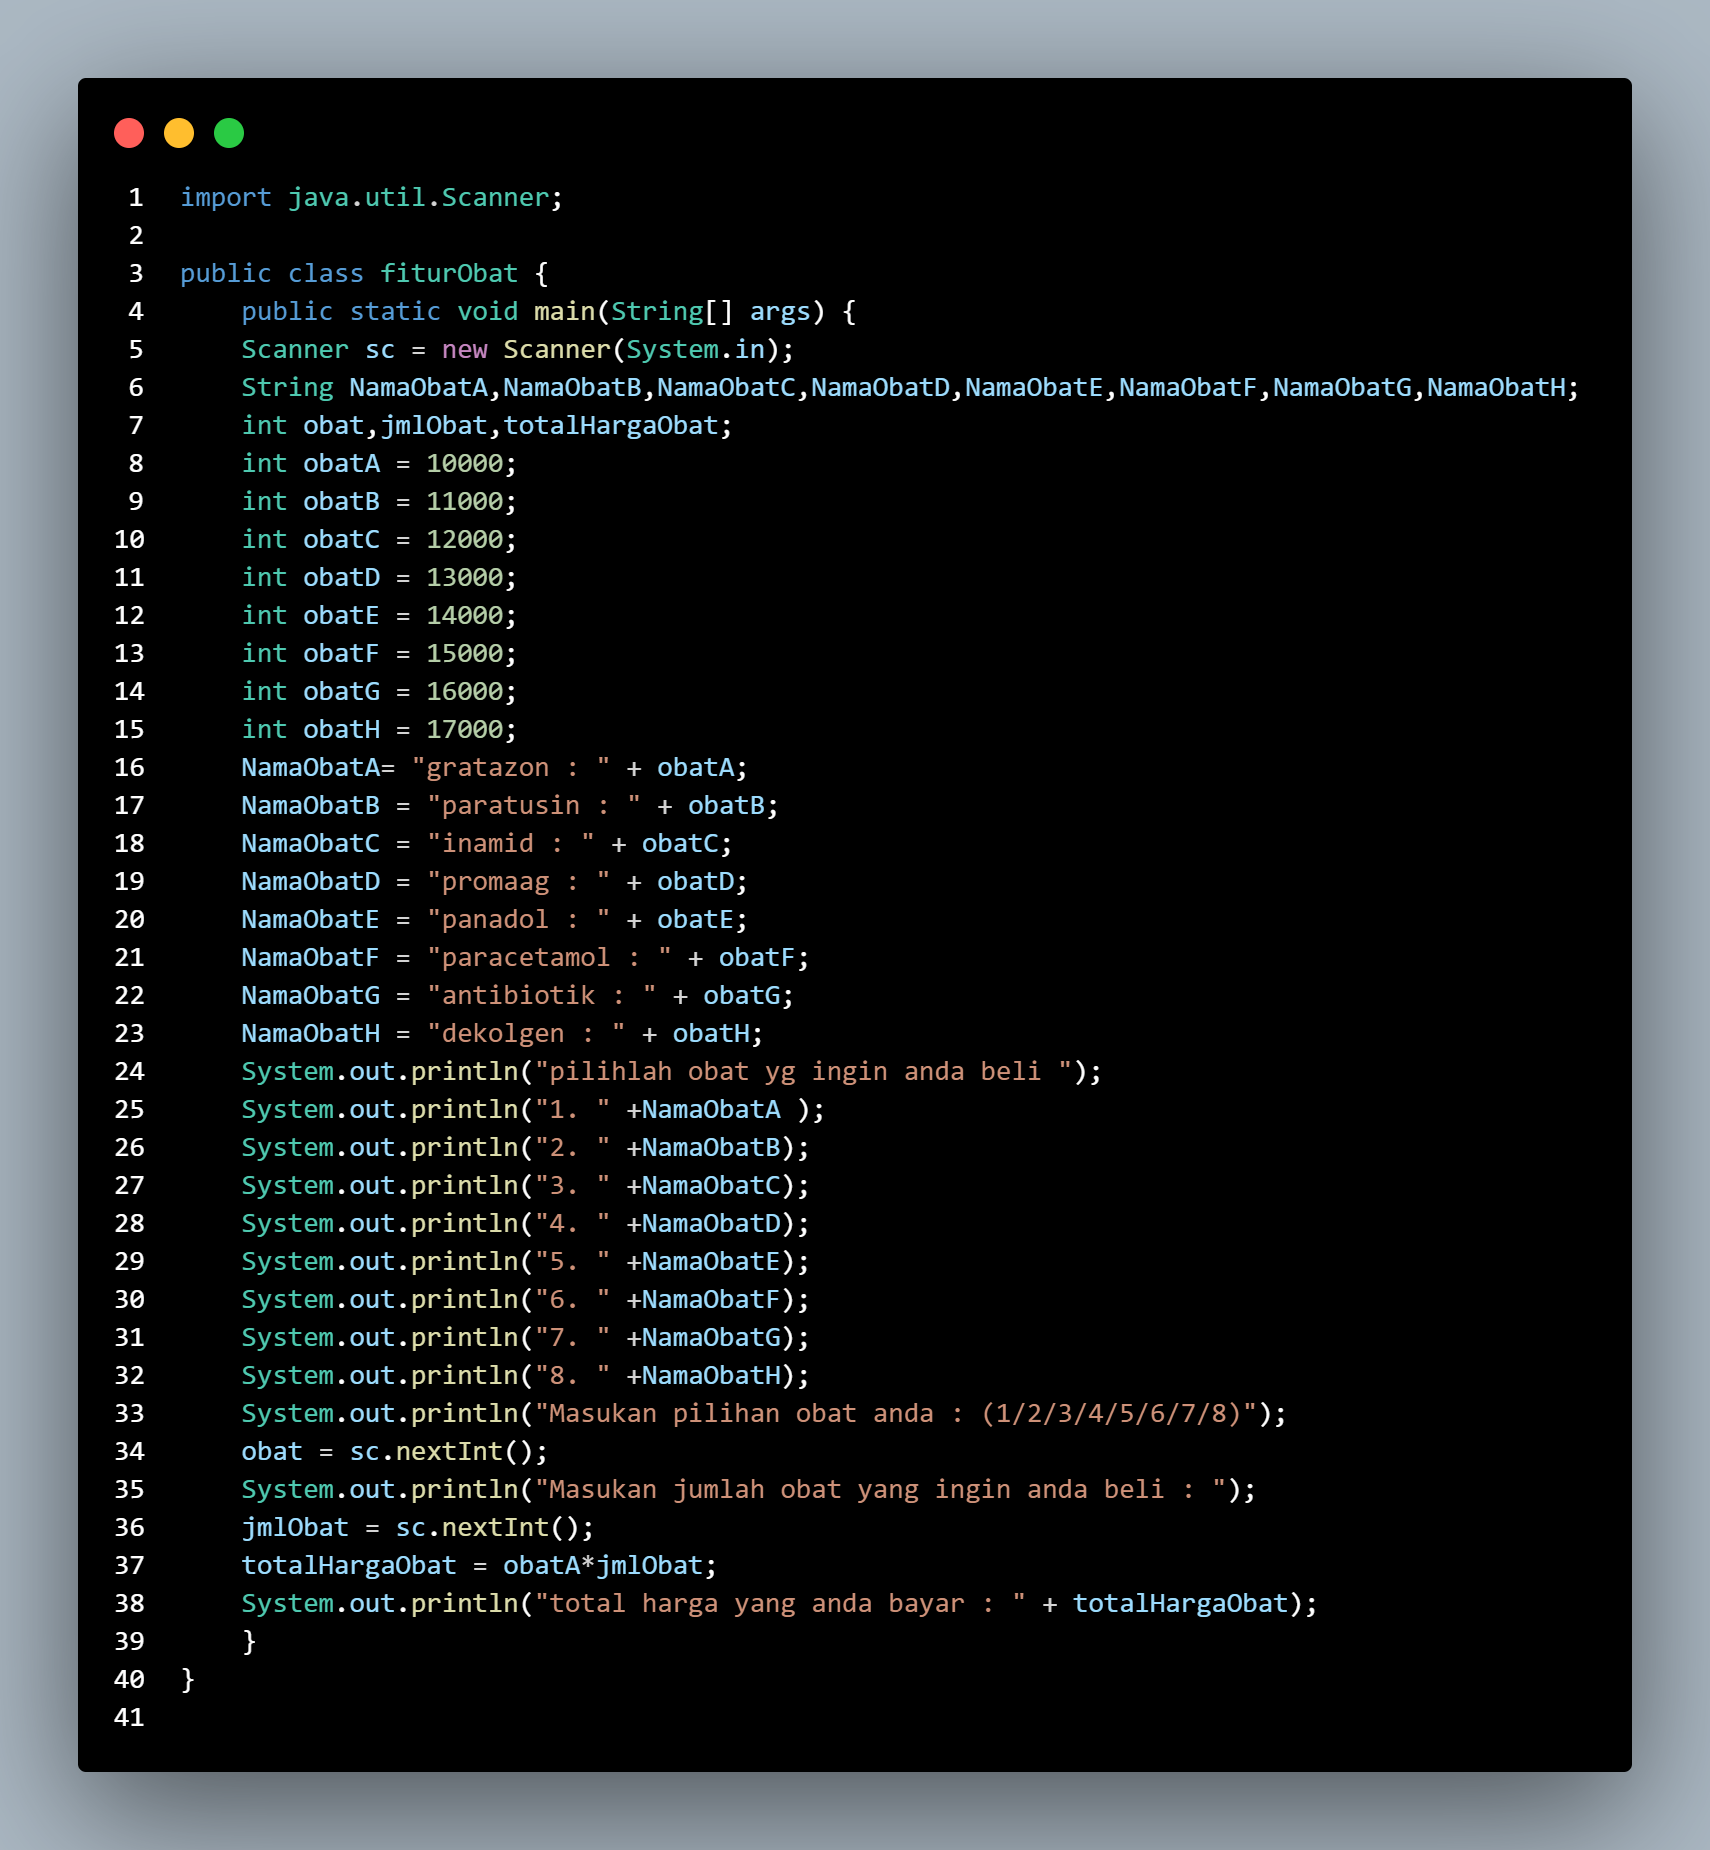 1 import java.util.Scanner;
2
3 public class fiturObat {
4     public static void main(String[] args) {
5     Scanner sc = new Scanner(System.in);
6     String NamaObatA,NamaObatB,NamaObatC,NamaObatD,NamaObatE,NamaObatF,NamaObatG,NamaObatH;
7     int obat,jmlObat,totalHargaObat;
8     int obatA = 10000;
9     int obatB = 11000;
10     int obatC = 12000;
11     int obatD = 13000;
12     int obatE = 14000;
13     int obatF = 15000;
14     int obatG = 16000;
15     int obatH = 17000;
16     NamaObatA= "gratazon : " + obatA;
17     NamaObatB = "paratusin : " + obatB;
18     NamaObatC = "inamid : " + obatC;
19     NamaObatD = "promaag : " + obatD;
20     NamaObatE = "panadol : " + obatE;
21     NamaObatF = "paracetamol : " + obatF;
22     NamaObatG = "antibiotik : " + obatG;
23     NamaObatH = "dekolgen : " + obatH;
24     System.out.println("pilihlah obat yg ingin anda beli ");
25     System.out.println("1. " +NamaObatA );
26     System.out.println("2. " +NamaObatB);
27     System.out.println("3. " +NamaObatC);
28     System.out.println("4. " +NamaObatD);
29     System.out.println("5. " +NamaObatE);
30     System.out.println("6. " +NamaObatF);
31     System.out.println("7. " +NamaObatG);
32     System.out.println("8. " +NamaObatH);
33     System.out.println("Masukan pilihan obat anda : (1/2/3/4/5/6/7/8)");
34     obat = sc.nextInt();
35     System.out.println("Masukan jumlah obat yang ingin anda beli : ");
36     jmlObat = sc.nextInt();
37     totalHargaObat = obatA*jmlObat;
38     System.out.println("total harga yang anda bayar : " + totalHargaObat);
39     }
40 }
41